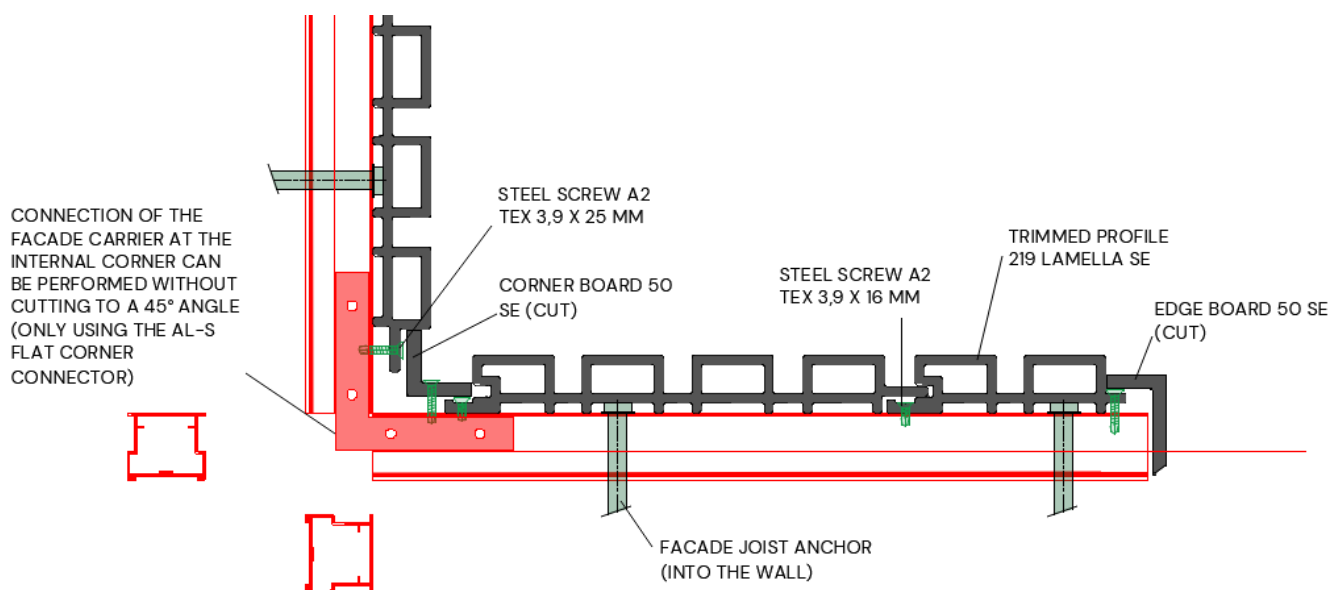 CONNECTION OF THE
FACADE CARRIER AT THE
INTERNAL CORNER CAN
BE PERFORMED WITHOUT
CUTTING TO A 45° ANGLE
(ONLY USING THE AL-S
FLAT CORNER
CONNECTOR)
STEEL SCREW A2
TEX 3,9 X 25 MM
CORNER BOARD 50
SE (CUT)
STEEL SCREW A2
TEX 3,9 X 16 MM
TRIMMED PROFILE
219 LAMELLA SE
EDGE BOARD 50 SE
(CUT)
FACADE JOIST ANCHOR
(INTO THE WALL)